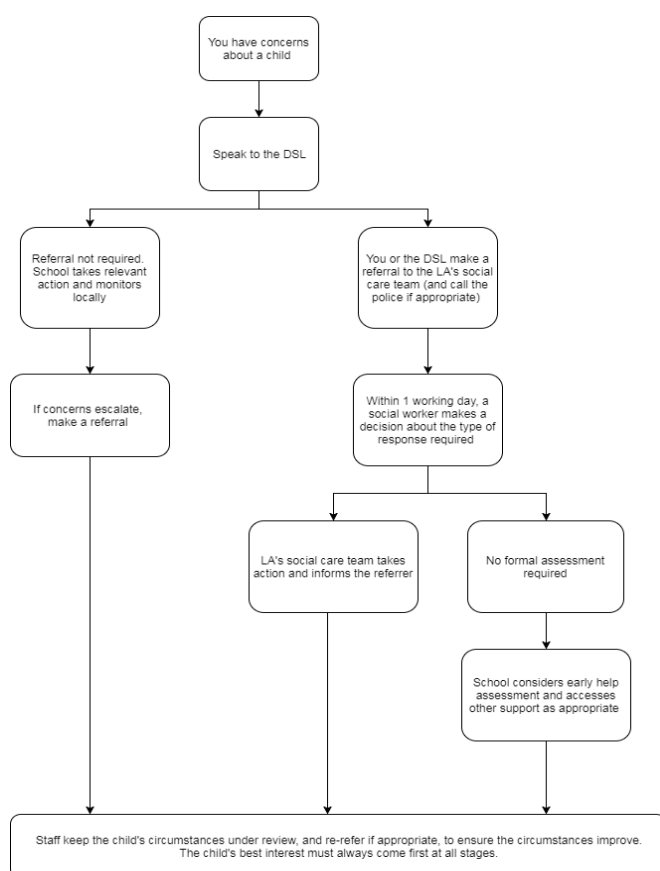 You have concerns
about a child
Speak to the DSL
Referral not required.
School takes relevant
action and monitors
locally
You or the DSL make a
referral to the LA's social
care team (and call the
police if appropriate)
If concerns escalate,
make a referral
Within 1 working day, a
social worker makes a
decision about the type of
response required
LA's social care team takes
action and informs the referrer
No formal assessment
required
School considers early help
assessment and accesses
other support as appropriate
Staff keep the child's circumstances under review, and re-refer if appropriate, to ensure the circumstances improve.
The child's best interest must always come first at all stages.